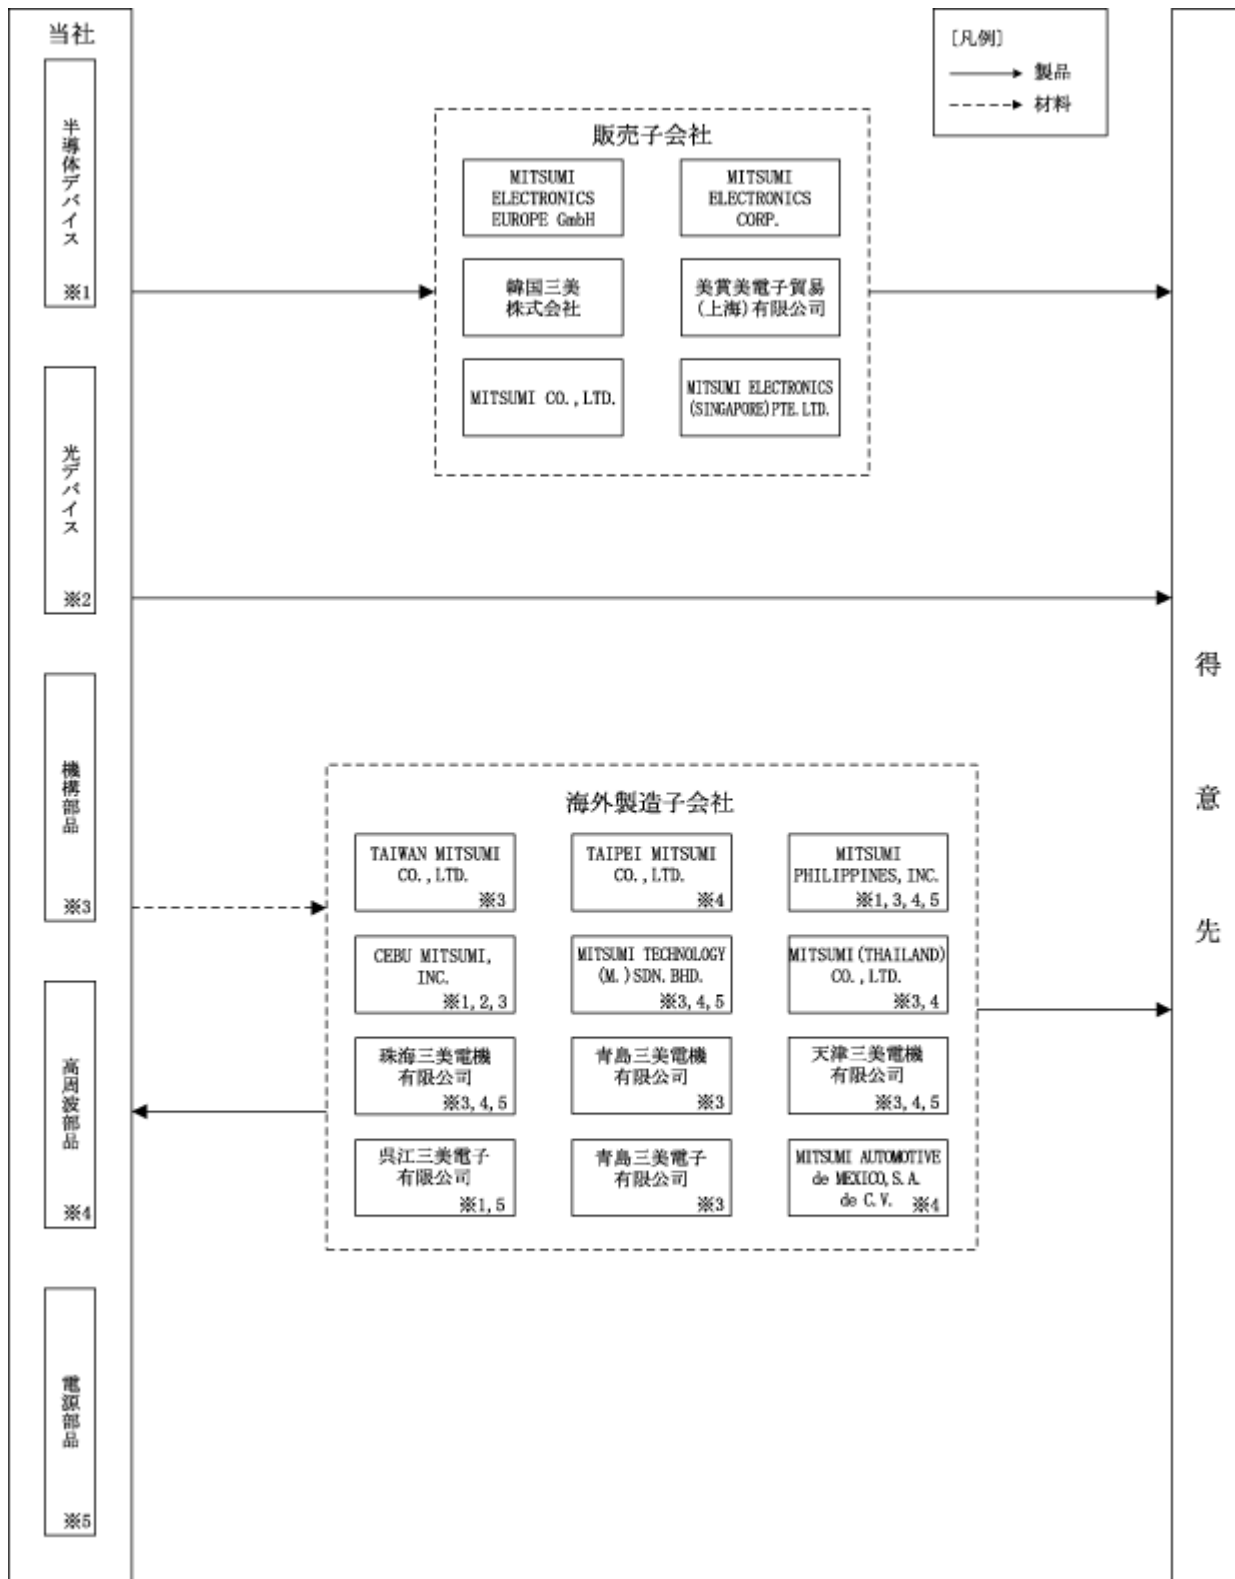 当社
半導体デバイス
※1
光デバイス
※2
機構部品
※3
高周波部品
※4
電源部品
※5
[凡例]
製品
材料
販売子会社
MITSUMI
ELECTRONICS
EUROPE GmbH
MITSUMI
ELECTRONICS
CORP.
韓国三美
株式会社
美賞美電子貿易
(上海)有限公司
MITSUMI CO.,LTD.
MITSUMI ELECTRONICS
(SINGAPORE)PTE.LTD.
海外製造子会社
TAIWAN MITSUMI
CO.,LTD.
※3
TAIPEI MITSUMI
CO.,LTD.
※4
MITSUMI
PHILIPPINES,INC.
※1,3,4,5
CEBU MITSUMI,
INC.
※1,2,3
MITSUMI TECHNOLOGY
(M.)SDN.BHD.
※3,4,5
MITSUMI(THAILAND)
CO.,LTD.
※3,4
珠海三美電機
有限公司
※3,4,5
青島三美電機
有限公司
※3
天津三美電機
有限公司
※3,4,5
呉江三美電子
有限公司
※1,5
青島三美電子
有限公司
※3
MITSUMI AUTOMOTIVE
de MEXICO,S.A.
de C.V. ※4
得意先